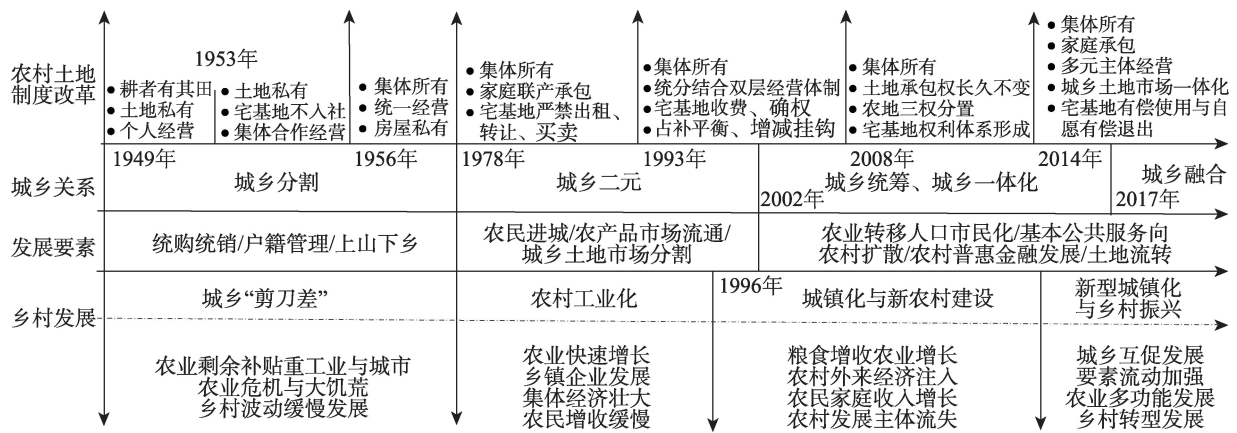 农村土地
制度改革
• 耕者有其田
• 土地私有
• 个人经营
1953年
• 土地私有
• 宅基地不入社
• 集体合作经营
• 集体所有
• 统一经营
• 房屋私有
• 集体所有
• 家庭联产承包
• 宅基地严禁出租、
转让、买卖
• 集体所有
• 统分结合双层经营体制
• 宅基地收费、确权
• 占补平衡、增减挂钩
• 集体所有
• 土地承包权长久不变
• 农地三权分置
• 宅基地权利体系形成
• 集体所有
• 家庭承包
• 多元主体经营
• 城乡土地市场一体化
• 宅基地有偿使用与自
愿有偿退出
1949年
1956年
1978年
1993年
2008年
2014年
城乡关系
城乡分割
城乡二元
2002年
城乡统筹、城乡一体化
城乡融合
2017年
发展要素
统购统销/户籍管理/上山下乡
农民进城/农产品市场流通/
城乡土地市场分割
农业转移人口市民化/基本公共服务向
农村扩散/农村普惠金融发展/土地流转
乡村发展
城乡“剪刀差”
农村工业化
1996年
城镇化与新农村建设
新型城镇化
与乡村振兴
农业剩余补贴重工业与城市
农业危机与大饥荒
乡村波动缓慢发展
农业快速增长
乡镇企业发展
集体经济壮大
农民增收缓慢
粮食增收农业增长
农村外来经济注入
农民家庭收入增长
农村发展主体流失
城乡互促发展
要素流动加强
农业多功能发展
乡村转型发展